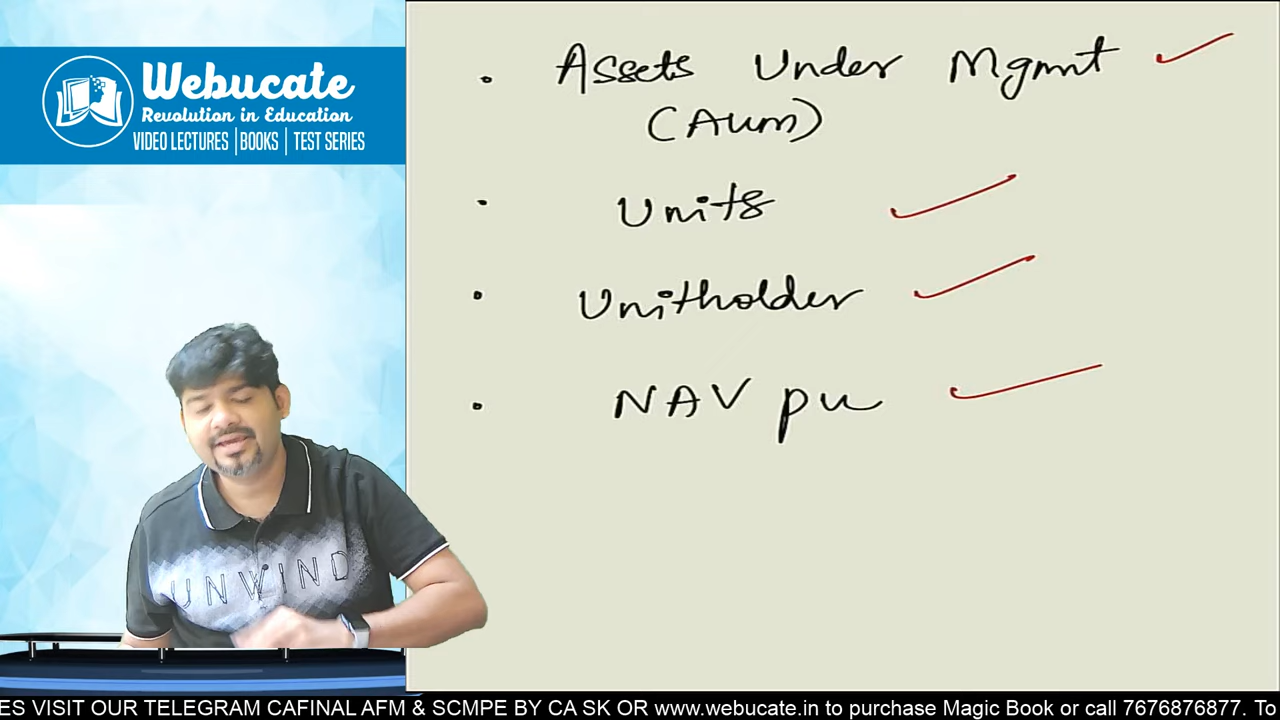 Webucate
Revolution in Education
VIDEO LECTURES | BOOKS | TEST SERIES
• Assets Under Mgmt ✓
(AUM)
• Units ✓
• Unitholder ✓
• NAV pu ✓
UNWIND
ES VISIT OUR TELEGRAM CAFINAL AFM & SCMPE BY CA SK OR www.webucate.in to purchase Magic Book or call 7676876877. To